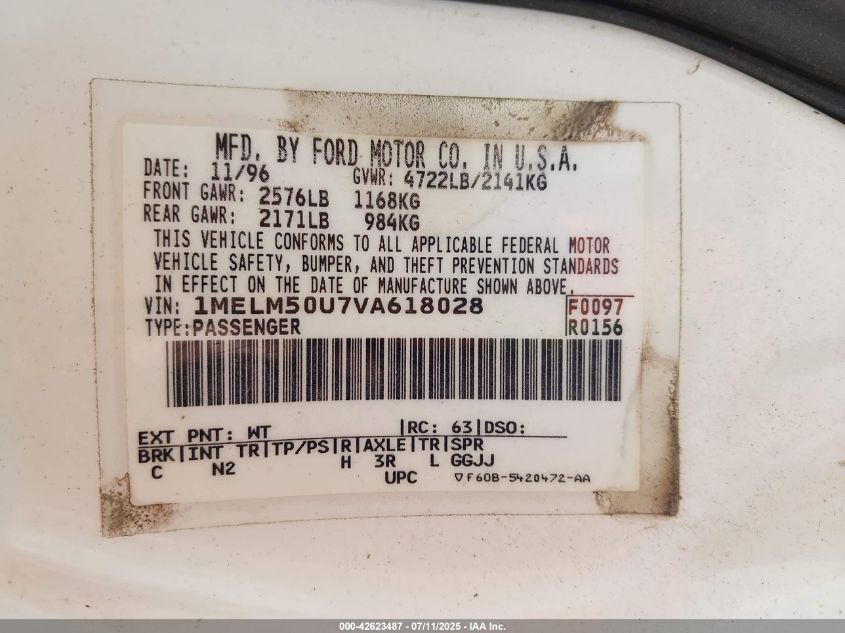 MFD. BY FORD MOTOR CO. IN U.S.A.
DATE: 11/96 GVWR: 4722LB/2141KG
FRONT GAWR: 2576LB 1168KG
REAR GAWR: 2171LB 984KG
THIS VEHICLE CONFORMS TO ALL APPLICABLE FEDERAL MOTOR
VEHICLE SAFETY, BUMPER, AND THEFT PREVENTION STANDARDS
IN EFFECT ON THE DATE OF MANUFACTURE SHOWN ABOVE.
VIN: 1MELM50U7VA618028 F0097
TYPE:PASSENGER R0156
EXT PNT: WT |RC: 63|DSO:
BRK|INT TR|TP/PS|R|AXLE|TR|SPR
C N2 H 3R L GGJJ
UPC ▽F60B-5420472-AA
000-42623487 - 07/11/2025 - IAA Inc.